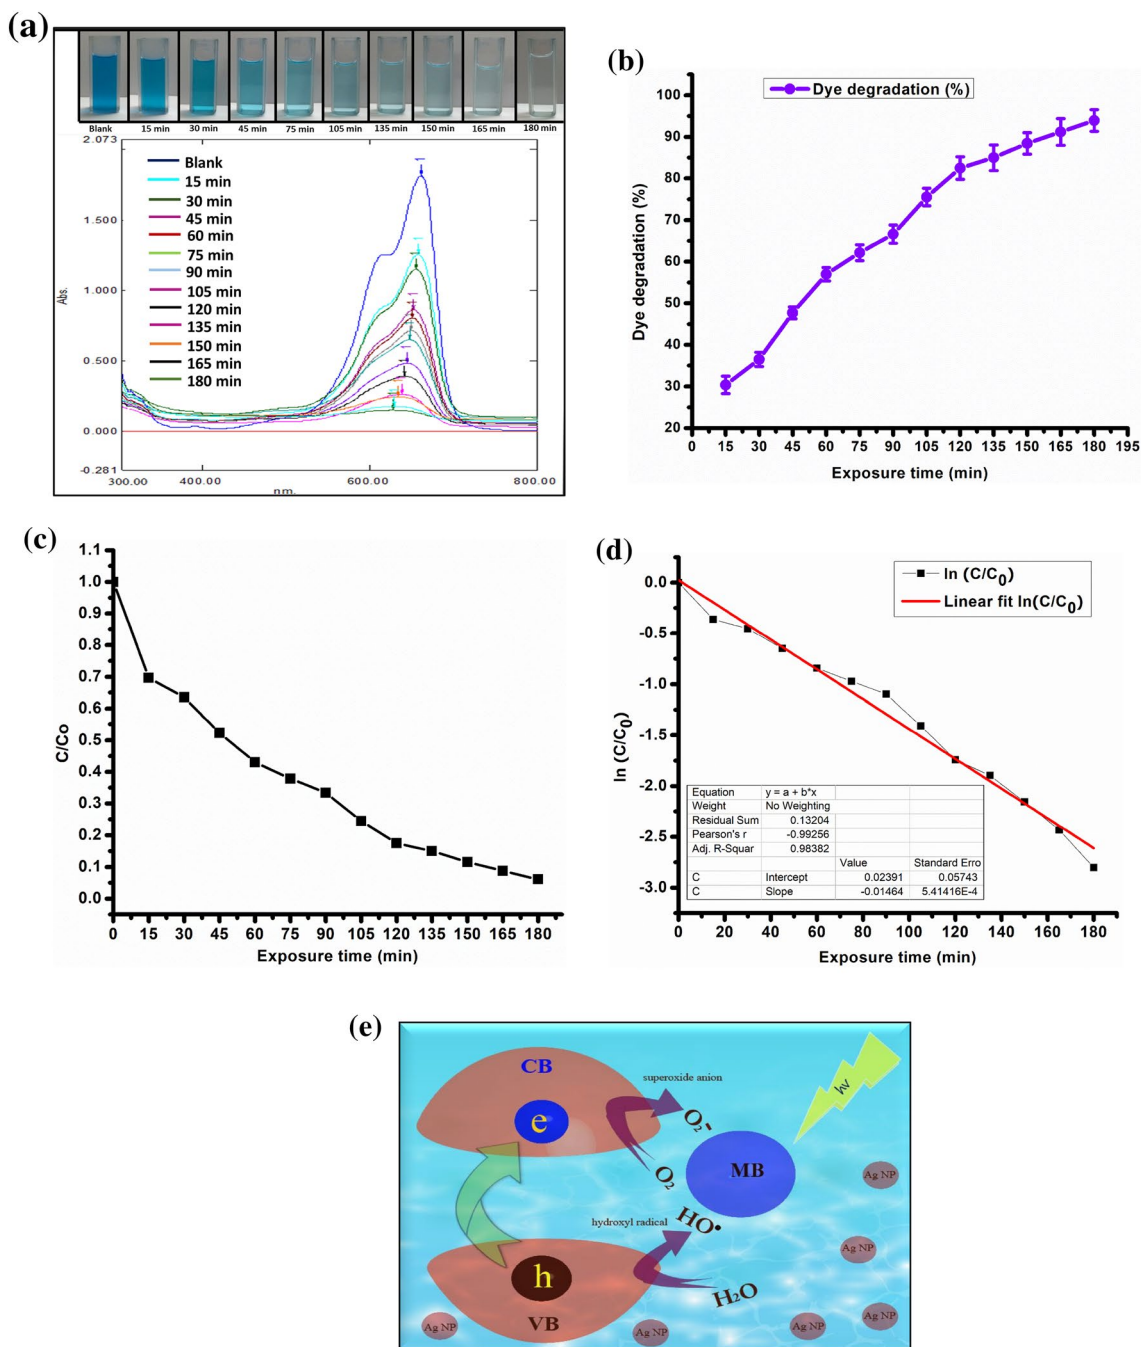 (a)
Blank 15 min 30 min 45 min 75 min 105 min 135 min 150 min 165 min 180 min
2.073
1.500
1.000
0.500
0.000
-0.281
Abs.
300.00 400.00 600.00 800.00
nm.
Blank
15 min
30 min
45 min
60 min
75 min
90 min
105 min
120 min
135 min
150 min
165 min
180 min
(b)
Dye degradation (%)
Dye degradation (%)
100
90
80
70
60
50
40
30
20
0 15 30 45 60 75 90 105 120 135 150 165 180 195
Exposure time (min)
(c)
C/Co
1.1
1.0
0.9
0.8
0.7
0.6
0.5
0.4
0.3
0.2
0.1
0.0
0 15 30 45 60 75 90 105 120 135 150 165 180
Exposure time (min)
(d)
ln (C/C0)
Linear fit ln(C/C0)
ln (C/C0)
0.0
-0.5
-1.0
-1.5
-2.0
-2.5
-3.0
Equation y = a + b*x
Weight No Weighting
Residual Sum 0.13204
Pearson's r -0.99256
Adj. R-Squar 0.98382
Value Standard Erro
C Intercept 0.02391 0.05743
C Slope -0.01464 5.41416E-4
0 20 40 60 80 100 120 140 160 180
Exposure time (min)
(e)
CB
e
superoxide anion
O2-
O2
hv
MB
Ag NP
hydroxyl radical
HO•
Ag NP
h
H2O
VB
Ag NP
Ag NP
Ag NP
Ag NP